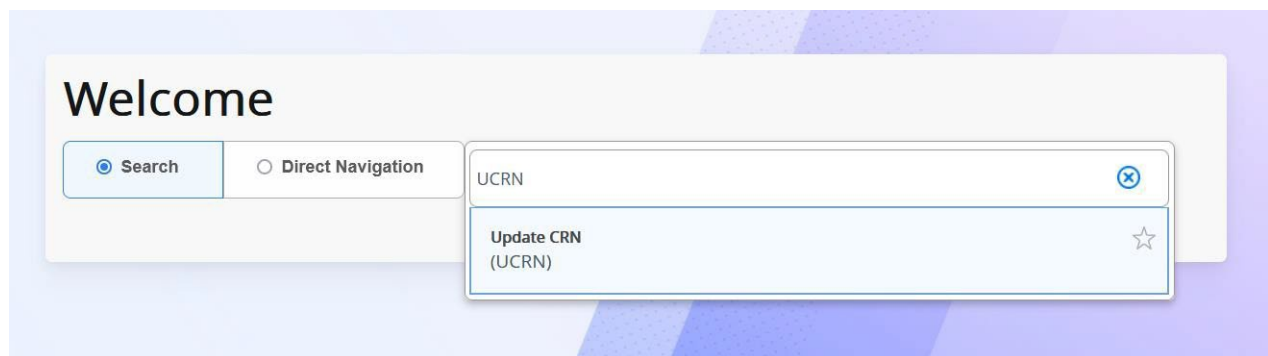 Welcome
Search
Direct Navigation
UCRN
Update CRN
(UCRN)